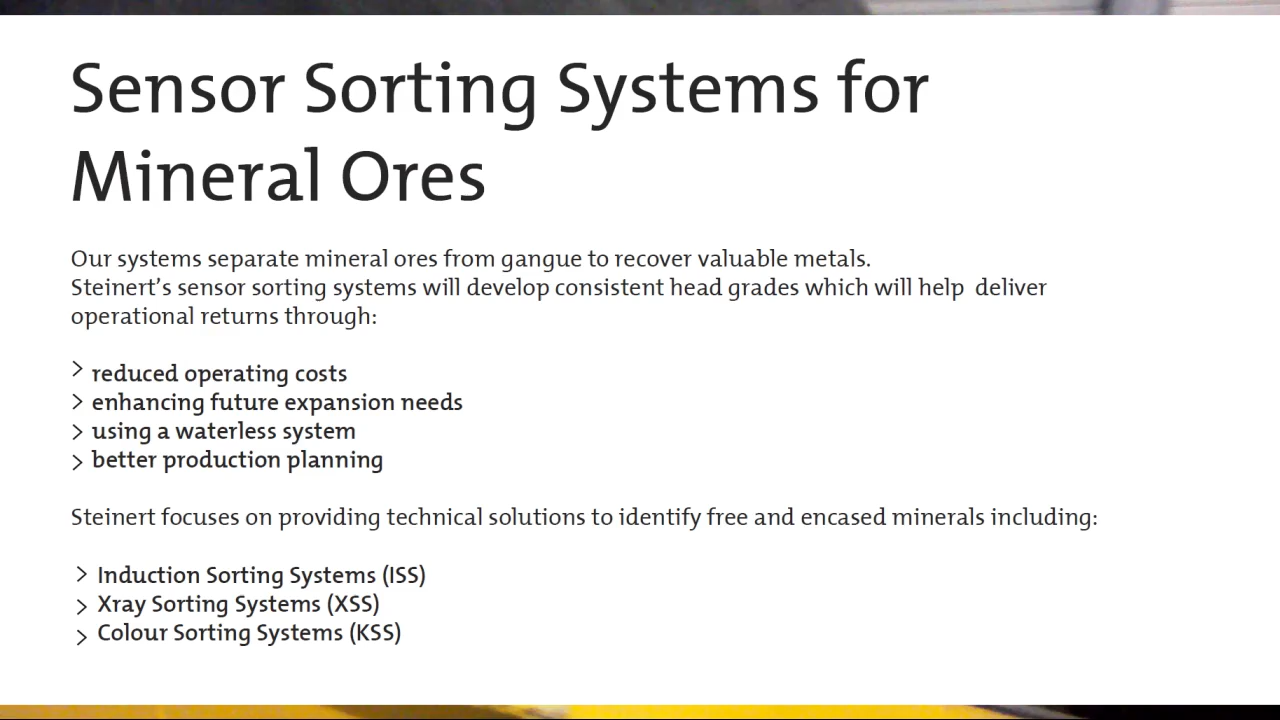 Sensor Sorting Systems for
Mineral Ores
Our systems separate mineral ores from gangue to recover valuable metals.
Steinert’s sensor sorting systems will develop consistent head grades which will help  deliver
operational returns through:
> reduced operating costs
> enhancing future expansion needs
> using a waterless system
> better production planning
Steinert focuses on providing technical solutions to identify free and encased minerals including:
> Induction Sorting Systems (ISS)
> Xray Sorting Systems (XSS)
> Colour Sorting Systems (KSS)